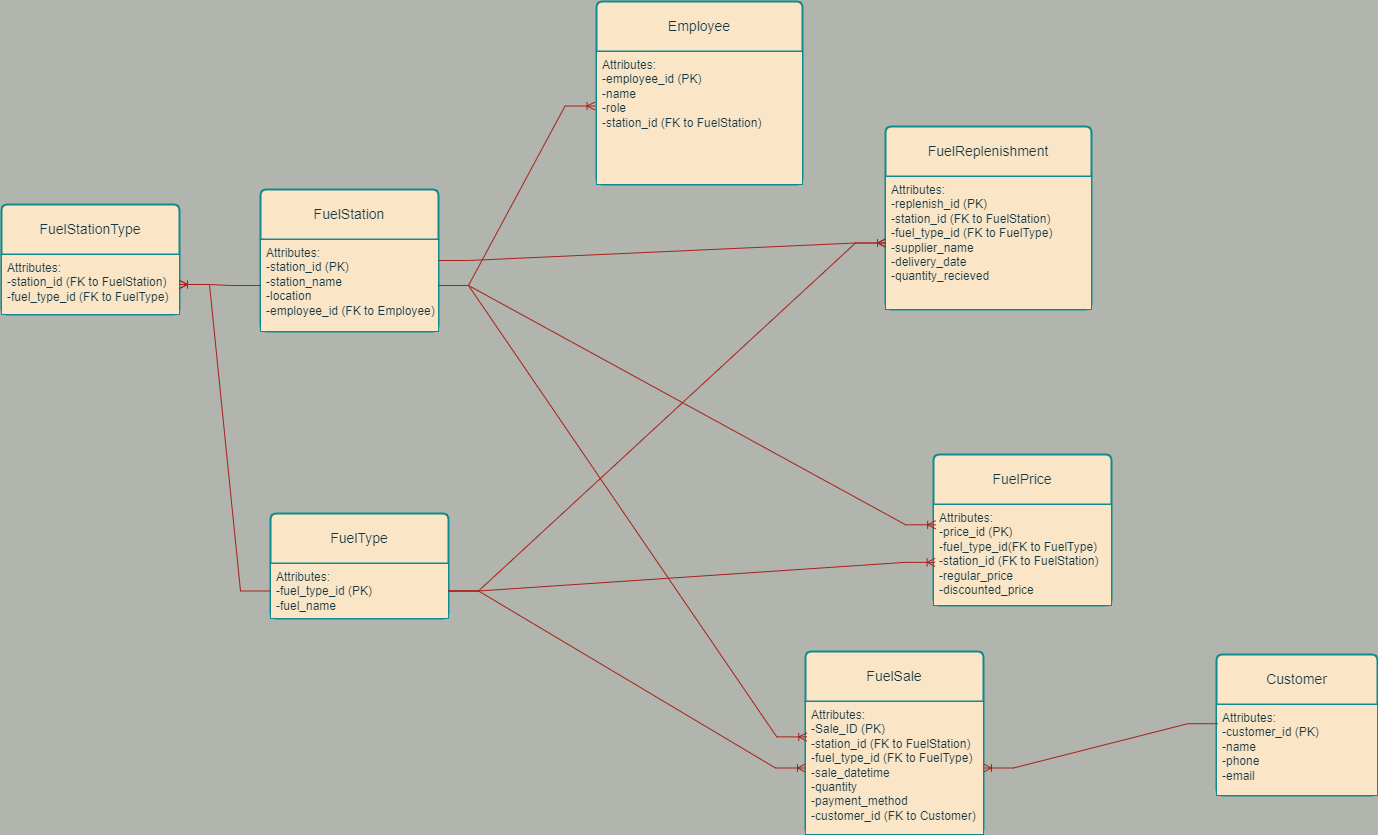 Employee
Attributes:
-employee_id (PK)
-name
-role
-station_id (FK to FuelStation)
FuelReplenishment
Attributes:
-replenish_id (PK)
-station_id (FK to FuelStation)
-fuel_type_id (FK to FuelType)
-supplier_name
-delivery_date
-quantity_recieved
FuelStationType
Attributes:
-station_id (FK to FuelStation)
-fuel_type_id (FK to FuelType)
FuelStation
Attributes:
-station_id (PK)
-station_name
-location
-employee_id (FK to Employee)
FuelType
Attributes:
-fuel_type_id (PK)
-fuel_name
FuelPrice
Attributes:
-price_id (PK)
-fuel_type_id(FK to FuelType)
-station_id (FK to FuelStation)
-regular_price
-discounted_price
FuelSale
Attributes:
-Sale_ID (PK)
-station_id (FK to FuelStation)
-fuel_type_id (FK to FuelType)
-sale_datetime
-quantity
-payment_method
-customer_id (FK to Customer)
Customer
Attributes:
-customer_id (PK)
-name
-phone
-email